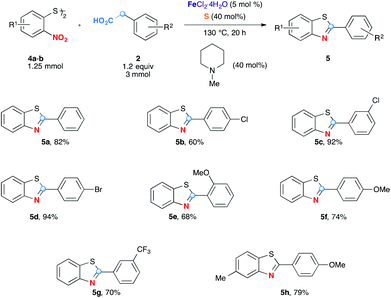 FeCl2·4H2O (5 mol %)
S (40 mol%)
130 °C, 20 h
N
Me
(40 mol%)
R1
S
2
NO2
4a-b
1.25 mmol
HO2C
R2
2
1.2 equiv
3 mmol
R1
S
N
R2
5
S
N
5a, 82%
S
N
Cl
5b, 60%
S
N
Cl
5c, 92%
S
N
Br
5d, 94%
S
N
MeO
5e, 68%
S
N
OMe
5f, 74%
S
N
CF3
5g, 70%
S
N
Me
OMe
5h, 79%